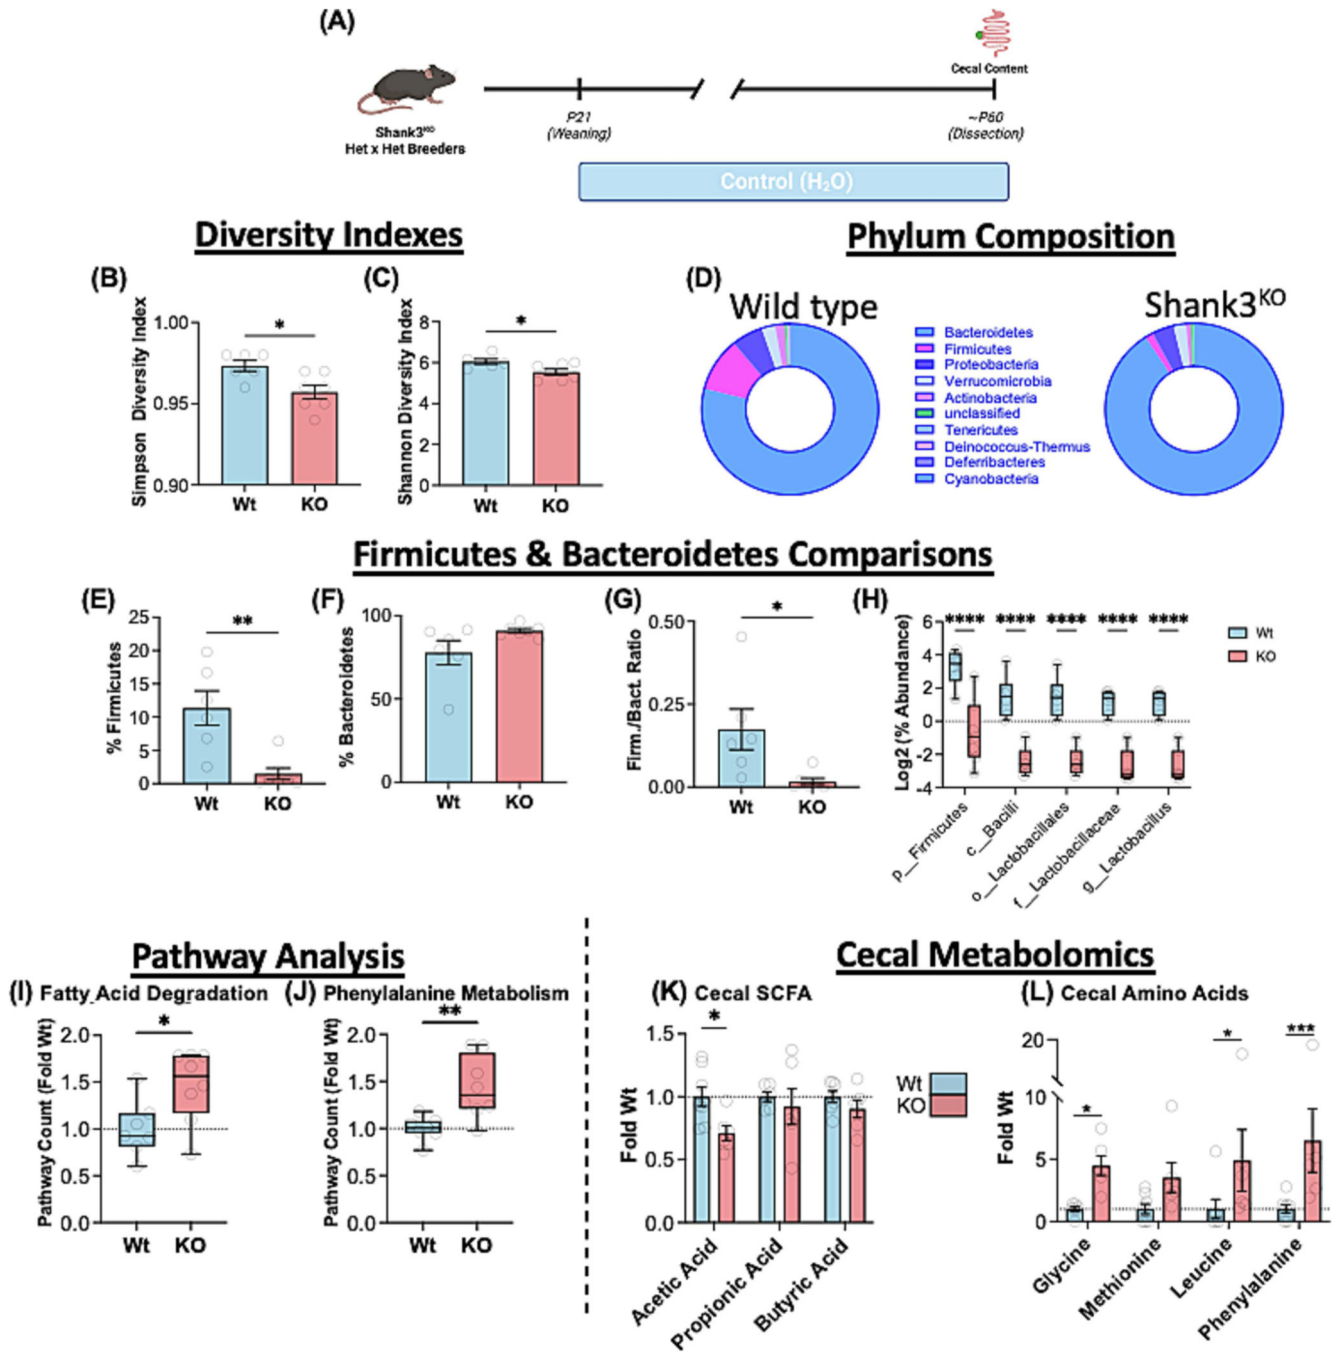 (A)
Cecal Content
P21
(Weaning)
~P60
(Dissection)
Shank3KO
Het x Het Breeders
Control (H₂O)
Diversity Indexes
Phylum Composition
(B)
Simpson Diversity Index
1.00
0.95
0.90
*
Wt
KO
(C)
Shannon Diversity Index
8
6
4
2
0
*
Wt
KO
(D)
Wild type
Shank3KO
Bacteroidetes
Firmicutes
Proteobacteria
Verrucomicrobia
Actinobacteria
unclassified
Tenericutes
Deinococcus-Thermus
Deferribacteres
Cyanobacteria
Firmicutes & Bacteroidetes Comparisons
(E)
% Firmicutes
25
20
15
10
5
0
**
Wt
KO
(F)
% Bacteroidetes
100
50
0
Wt
KO
(G)
Firm./Bact. Ratio
0.50
0.25
0.00
*
Wt
KO
(H)
Log2 (% Abundance)
6
4
2
0
-2
-4
**** **** **** **** ****
Wt
KO
p__Firmicutes
c__Bacilli
o__Lactobacillales
f__Lactobacillaceae
g__Lactobacillus
Pathway Analysis
Cecal Metabolomics
(I) Fatty Acid Degradation
Pathway Count (Fold Wt)
2.0
1.5
1.0
0.5
0.0
*
Wt
KO
(J) Phenylalanine Metabolism
Pathway Count (Fold Wt)
2.0
1.5
1.0
0.5
0.0
**
Wt
KO
(K) Cecal SCFA
Fold Wt
1.5
1.0
0.5
0.0
*
Acetic Acid
Propionic Acid
Butyric Acid
Wt
KO
(L) Cecal Amino Acids
Fold Wt
20
10
5
0
*
*
***
Glycine
Methionine
Leucine
Phenylalanine